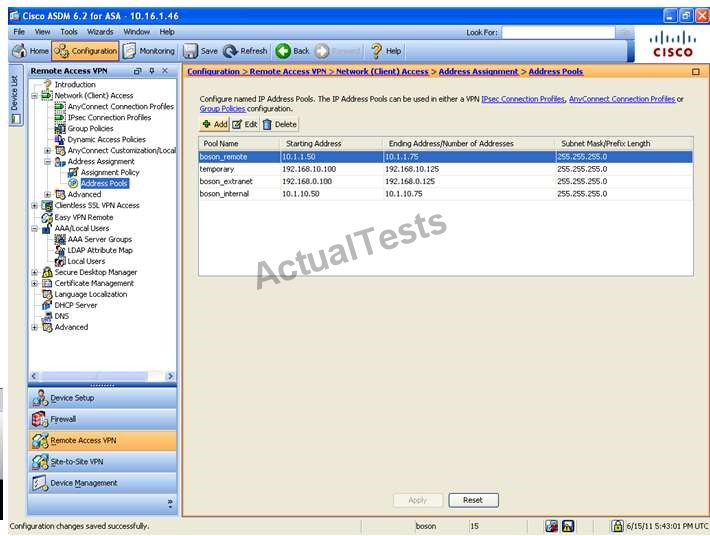 Cisco ASDM 6.2 for ASA - 10.16.1.46
File View Tools Wizards Window Help Look For:
Home Configuration Monitoring Save Refresh Back Forward Help
CISCO
Device List
Remote Access VPN
Introduction
Network (Client) Access
AnyConnect Connection Profiles
IPsec Connection Profiles
Group Policies
Dynamic Access Policies
AnyConnect Customization/Local
Address Assignment
Assignment Policy
Address Pools
Advanced
Clientless SSL VPN Access
Easy VPN Remote
AAA/Local Users
AAA Server Groups
LDAP Attribute Map
Local Users
Secure Desktop Manager
Certificate Management
Language Localization
DHCP Server
DNS
Advanced
Device Setup
Firewall
Remote Access VPN
Site-to-Site VPN
Device Management
Configuration > Remote Access VPN > Network (Client) Access > Address Assignment > Address Pools
Configure named IP Address Pools. The IP Address Pools can be used in either a VPN IPsec Connection Profiles, AnyConnect Connection Profiles or
Group Policies configuration.
Add Edit Delete
Pool Name Starting Address Ending Address/Number of Addresses Subnet Mask/Prefix Length
boson_remote 10.1.1.50 10.1.1.75 255.255.255.0
temporary 192.168.10.100 192.168.10.125 255.255.255.0
boson_extranet 192.168.0.100 192.168.0.125 255.255.255.0
boson_internal 10.1.10.50 10.1.10.75 255.255.255.0
ActualTests
Apply Reset
Configuration changes saved successfully. boson 15 6/15/11 5:43:01 PM UTC